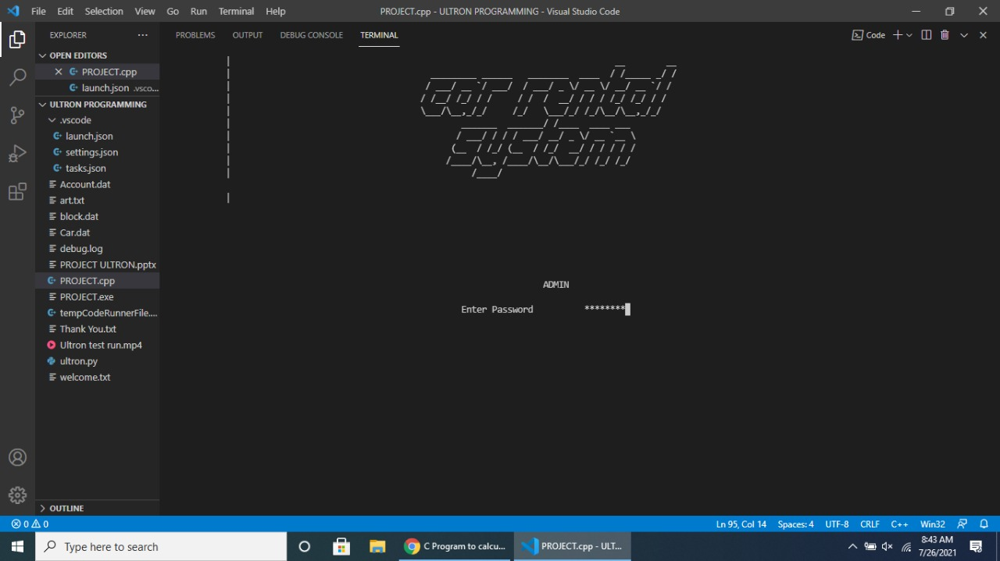 File Edit Selection View Go Run Terminal Help
PROJECT.cpp - ULTRON PROGRAMMING - Visual Studio Code
EXPLORER
OPEN EDITORS
PROJECT.cpp
launch.json .vsco...
ULTRON PROGRAMMING
.vscode
launch.json
settings.json
tasks.json
Account.dat
art.txt
block.dat
Car.dat
debug.log
PROJECT ULTRON.pptx
PROJECT.cpp
PROJECT.exe
tempCodeRunnerFile....
Thank You.txt
Ultron test run.mp4
ultron.py
welcome.txt
OUTLINE
PROBLEMS OUTPUT DEBUG CONSOLE TERMINAL
Code
car rental
system
ADMIN
Enter Password ********
0 0
Ln 95, Col 14 Spaces: 4 UTF-8 CRLF C++ Win32
Type here to search
C Program to calcu...
PROJECT.cpp - ULT...
8:43 AM
7/26/2021